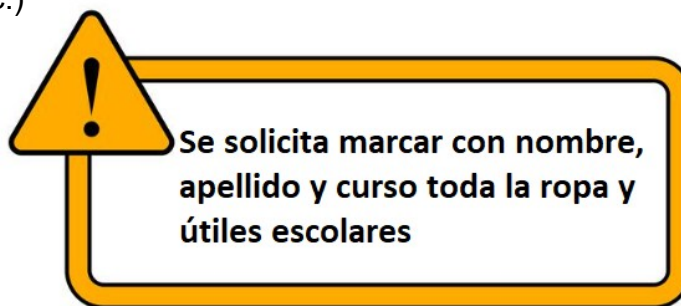 c.)
!
Se solicita marcar con nombre,
apellido y curso toda la ropa y
útiles escolares